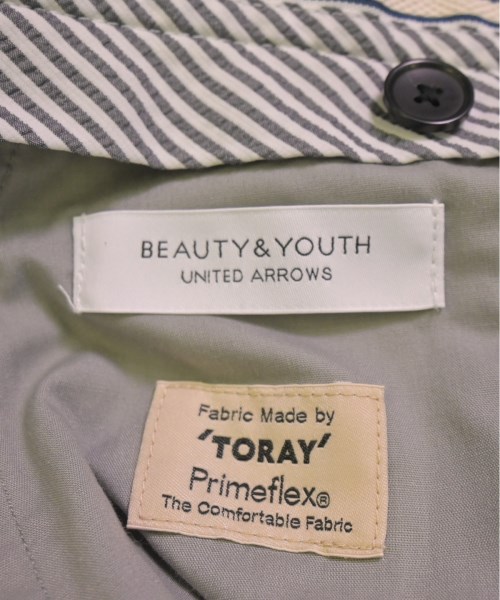 BEAUTY&YOUTH
UNITED ARROWS
Fabric Made by
'TORAY'
Primeflex®
The Comfortable Fabric